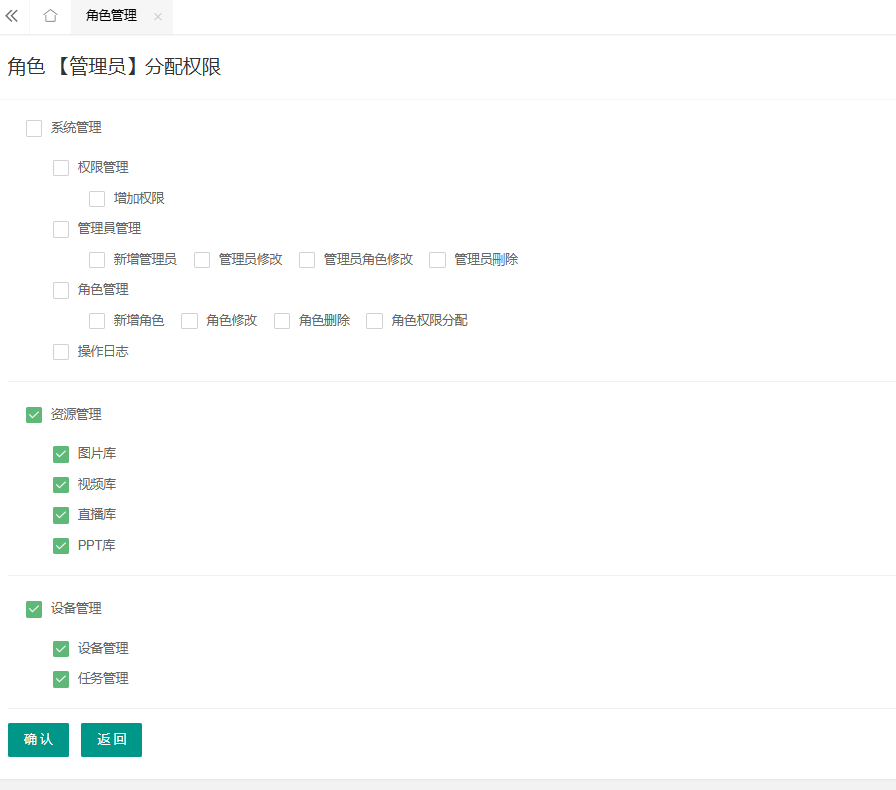 角色管理
角色 【管理员】分配权限
系统管理
权限管理
增加权限
管理員管理
新增管理员 管理员修改 管理员角色修改 管理员刪除
角色管理
新增角色 角色修改 角色删除 角色权限分配
操作日志
资源管理
图片库
视频库
直播库
PPT库
设备管理
设备管理
任务管理
确认 返回